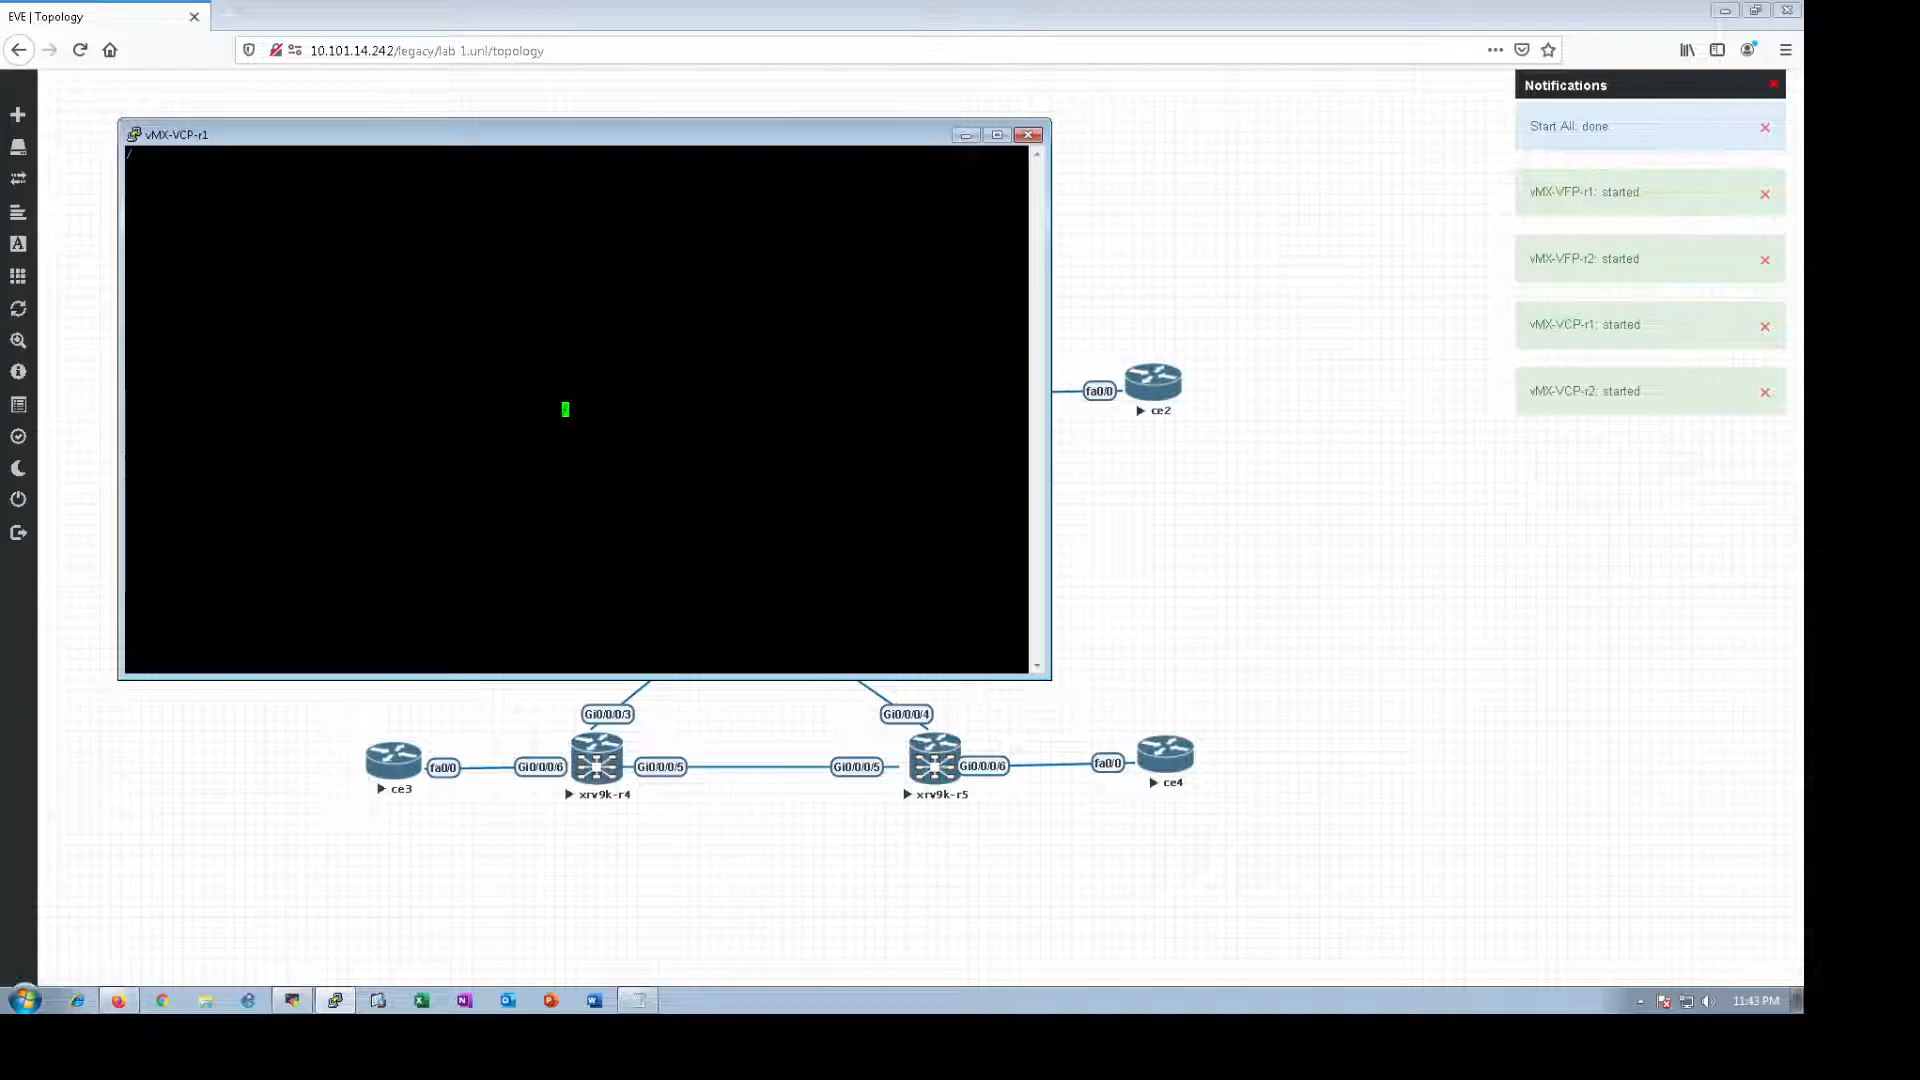 EVE | Topology
10.101.14.242/legacy/lab 1.unl/topology
Notifications
Start All: done
vMX-VFP-r1: started
vMX-VFP-r2: started
vMX-VCP-r1: started
vMX-VCP-r2: started
vMX-VCP-r1
/
fa0/0
ce2
Gi0/0/0/3
Gi0/0/0/4
fa0/0
Gi0/0/0/6
Gi0/0/0/5
Gi0/0/0/5
Gi0/0/0/6
fa0/0
ce3
xrv9k-r4
xrv9k-r5
ce4
11:43 PM